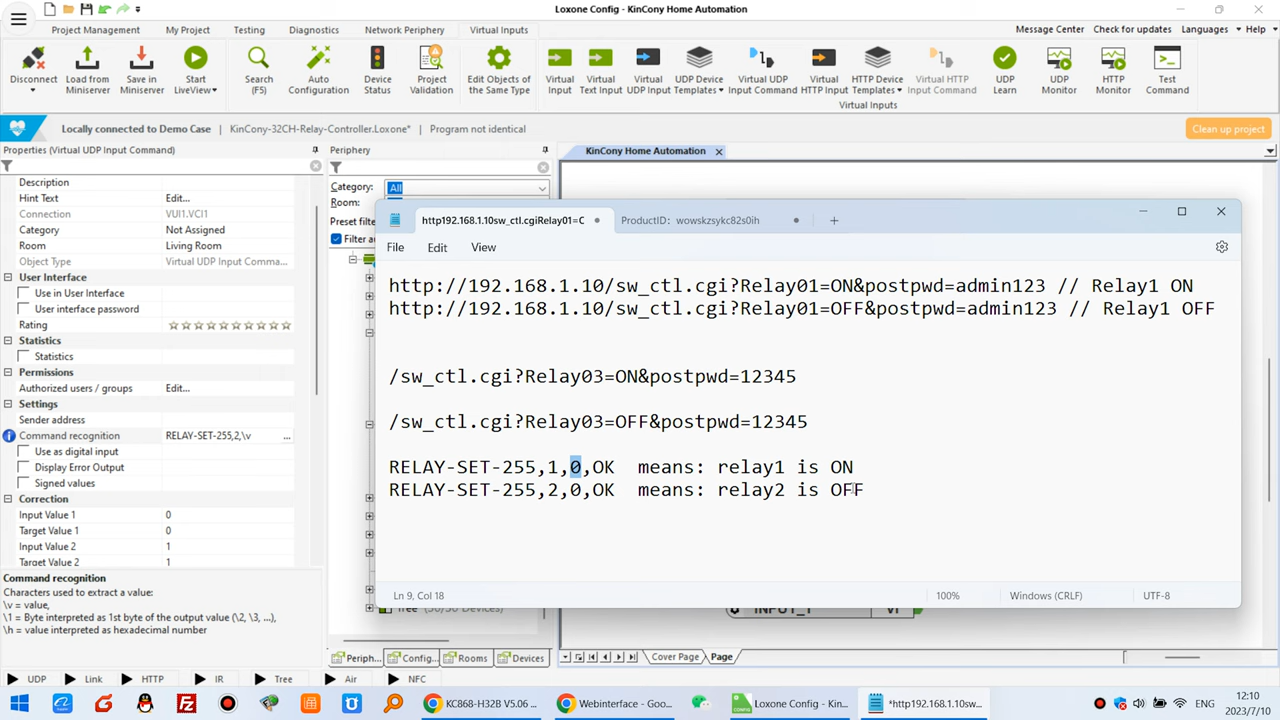 Loxone Config - KinCony Home Automation
Project Management
My Project
Testing
Diagnostics
Network Periphery
Virtual Inputs
Message Center
Check for updates
Languages
Help
Disconnect
Load from
Miniserver
Save in
Miniserver
Start
LiveView
Search
(F5)
Auto
Configuration
Device
Status
Project
Validation
Edit Objects of
the Same Type
Virtual
Input
Virtual
Text Input
Virtual
UDP Input
UDP Device
Templates
Virtual UDP
Input Command
Virtual
HTTP Input
HTTP Device
Templates
Virtual HTTP
Input Command
UDP
Learn
UDP
Monitor
HTTP
Monitor
Test
Command
Virtual Inputs
Locally connected to Demo Case
KinCony-32CH-Relay-Controller.Loxone*
Program not identical
Clean up project
Properties (Virtual UDP Input Command)
Description
Hint Text Edit...
Connection VUI1.VCI1
Category Not Assigned
Room Living Room
Object Type Virtual UDP Input Comma...
User Interface
Use in User Interface
User interface password
Rating
Statistics
Statistics
Permissions
Authorized users / groups Edit...
Settings
Sender address
Command recognition RELAY-SET-255,2,\v ...
Use as digital input
Display Error Output
Signed values
Correction
Input Value 1 0
Target Value 1 0
Input Value 2 1
Target Value 2 1
Command recognition
Characters used to extract a value:
\v = value,
\1 = Byte interpreted as 1st byte of the output value (\2, \3, ...),
\h = value interpreted as hexadecimal number
Periphery
Category: All
Room:
Preset filter
Filter au
KinCony Home Automation
http192.168.1.10sw_ctl.cgiRelay01=C
ProductID: wowskzsykc82s0ih
File
Edit
View
http://192.168.1.10/sw_ctl.cgi?Relay01=ON&postpwd=admin123 // Relay1 ON
http://192.168.1.10/sw_ctl.cgi?Relay01=OFF&postpwd=admin123 // Relay1 OFF
/sw_ctl.cgi?Relay03=ON&postpwd=12345
/sw_ctl.cgi?Relay03=OFF&postpwd=12345
RELAY-SET-255,1,0,OK means: relay1 is ON
RELAY-SET-255,2,0,OK means: relay2 is OFF
Ln 9, Col 18
100%
Windows (CRLF)
UTF-8
Tree (50/50 Devices)
INPUT_1
VI
Periph...
Config...
Rooms
Devices
Cover Page
Page
UDP
Link
HTTP
IR
Tree
Air
NFC
KC868-H32B V5.06 ...
Webinterface - Goo...
Loxone Config - Kin...
*http192.168.1.10sw...
ENG
12:10
2023/7/10